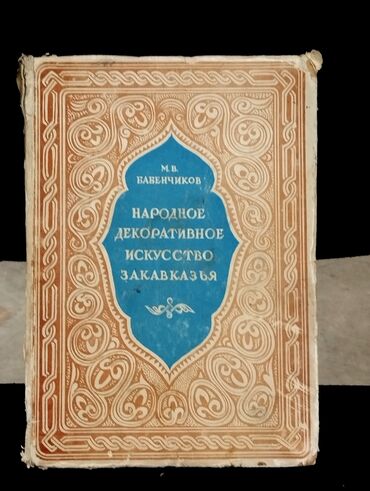 М.В.
БАБЕНЧИКОВ
НАРОДНОЕ
ДЕКОРАТИВНОЕ
ИСКУССТВО
ЗАКАВКАЗЬЯ